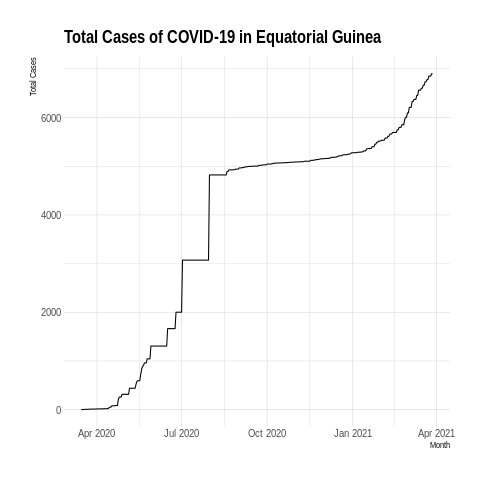 Total Cases of COVID-19 in Equatorial Guinea
Total Cases
6000
4000
2000
0
Apr 2020 Jul 2020 Oct 2020 Jan 2021 Apr 2021
Month